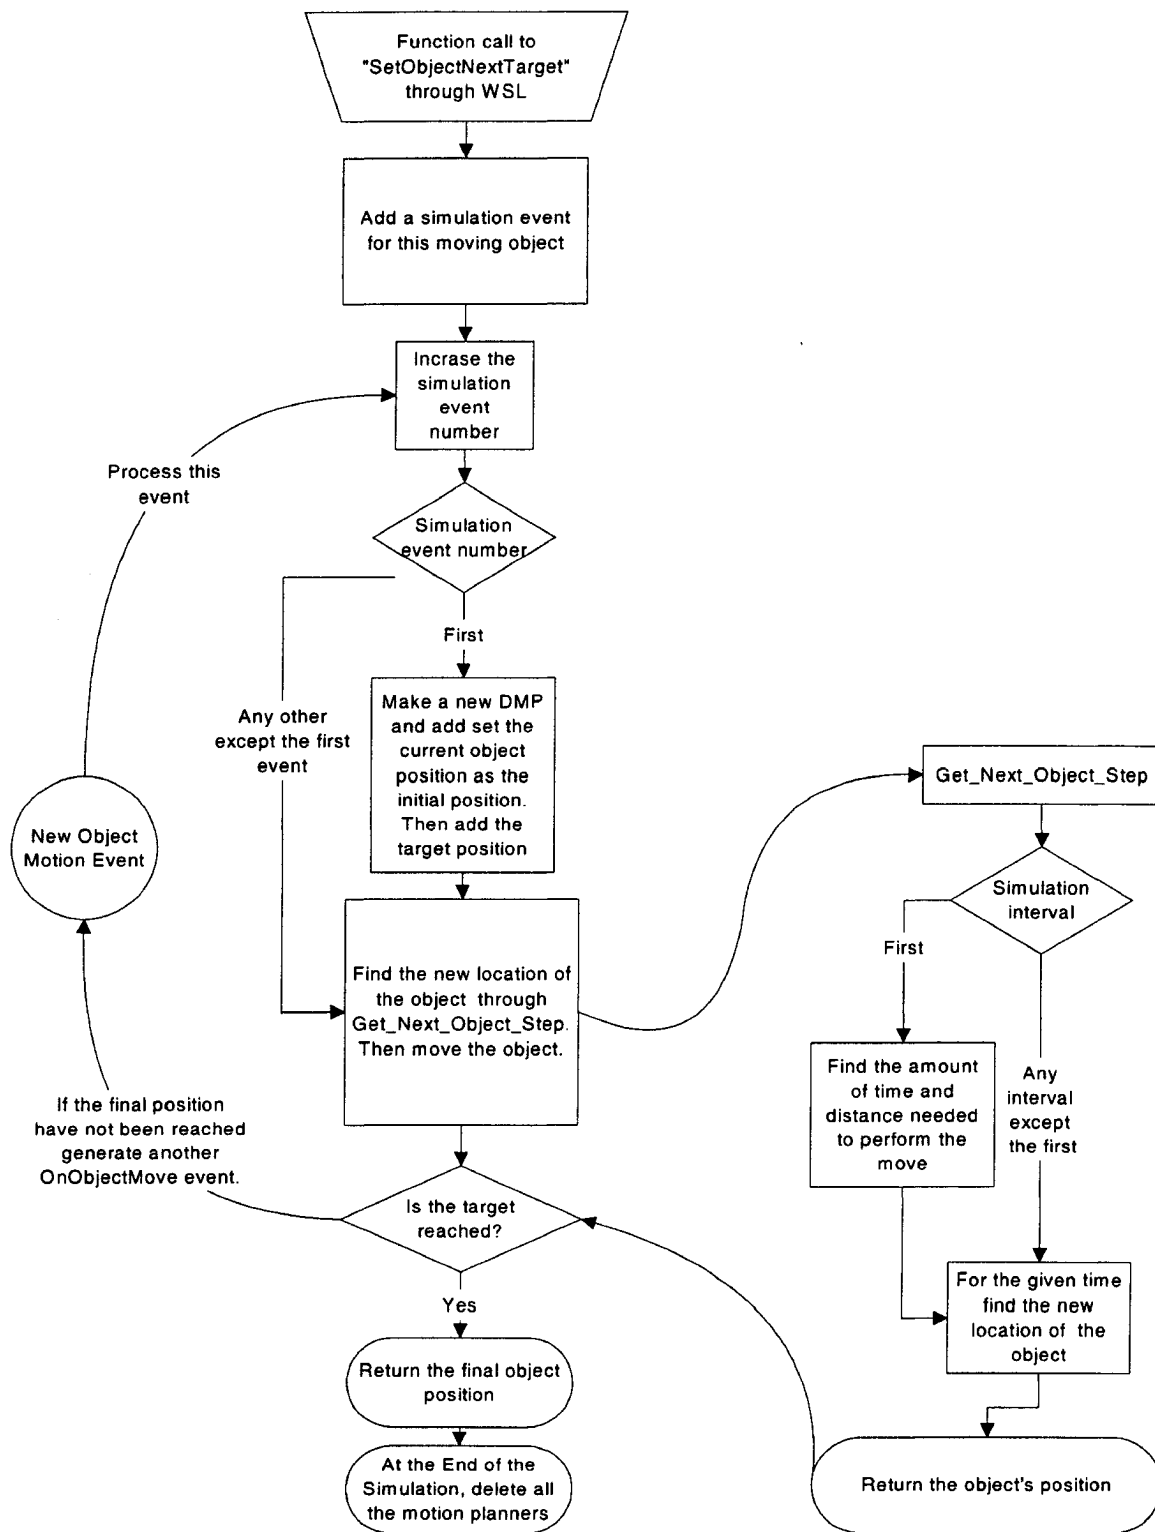 Function call to
"SetObjectNextTarget"
through WSL
Add a simulation event
for this moving object
Incrase the
simulation
event
number
Process this
event
Simulation
event number
First
Any other
except the first
event
Make a new DMP
and add set the
current object
position as the
initial position.
Then add the
target position
Get_Next_Object_Step
New Object
Motion Event
Simulation
interval
First
Find the new location of
the object through
Get_Next_Object_Step.
Then move the object.
Find the amount
of time and
distance needed
to perform the
move
Any
interval
except
the first
If the final position
have not been reached
generate another
OnObjectMove event.
Is the target
reached?
For the given time
find the new
location of the
object
Yes
Return the final object
position
At the End of the
Simulation, delete all
the motion planners
Return the object's position